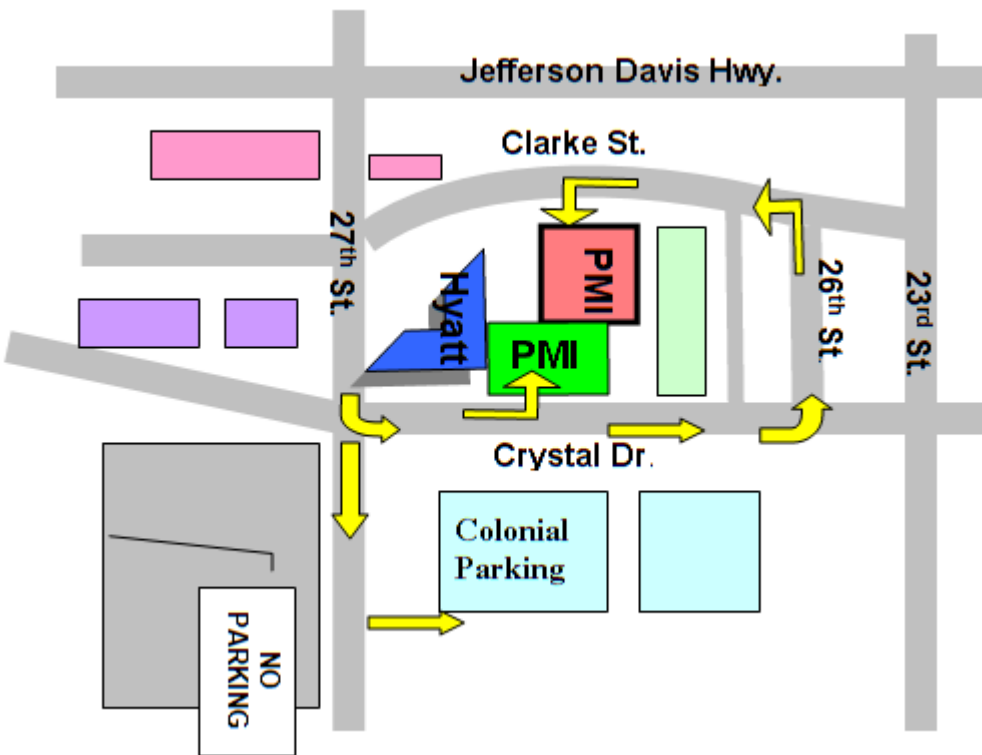 Jefferson Davis Hwy.
Clarke St.
27th St.
Hyatt
PMI
PMI
26th St.
23rd St.
Crystal Dr.
Colonial
Parking
NO
PARKING